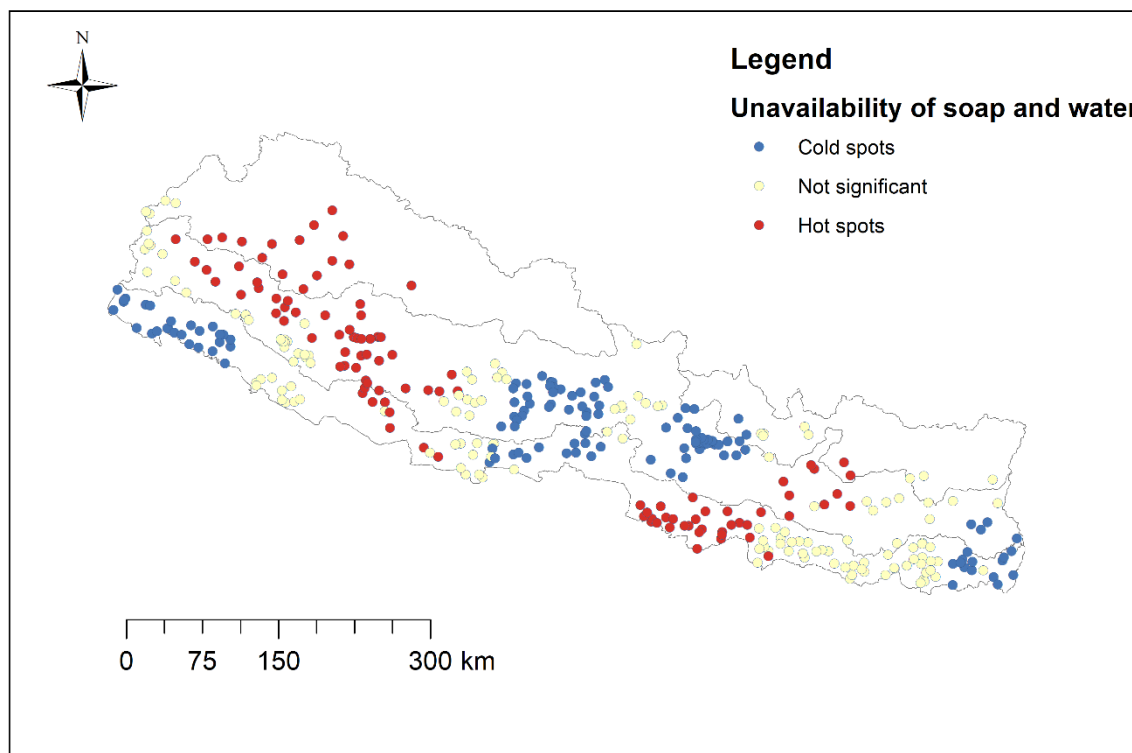 N
Legend
Unavailability of soap and water
Cold spots
Not significant
Hot spots
0 75 150 300 km